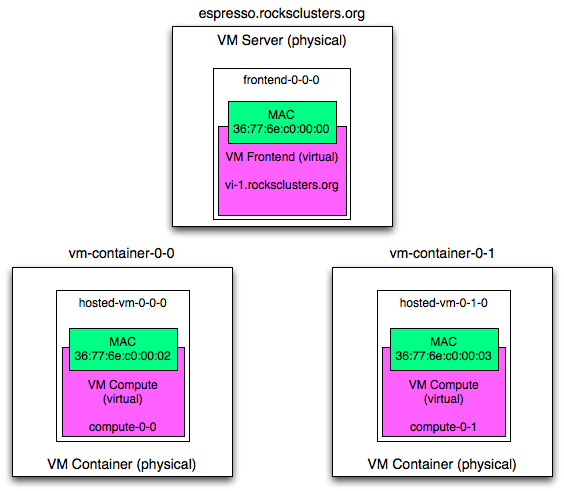 espresso.rocksclusters.org
VM Server (physical)
frontend-0-0-0
MAC
36:77:6e:c0:00:00
VM Frontend (virtual)
vi-1.rocksclusters.org
vm-container-0-0
hosted-vm-0-0-0
MAC
36:77:6e:c0:00:02
VM Compute
(virtual)
compute-0-0
VM Container (physical)
vm-container-0-1
hosted-vm-0-1-0
MAC
36:77:6e:c0:00:03
VM Compute
(virtual)
compute-0-1
VM Container (physical)